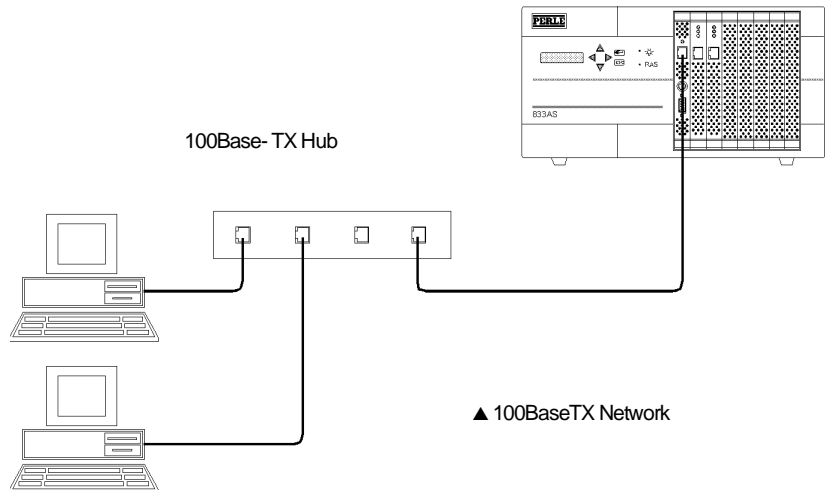 PERLE
RAS
833AS
100Base- TX Hub
▲ 100BaseTX Network